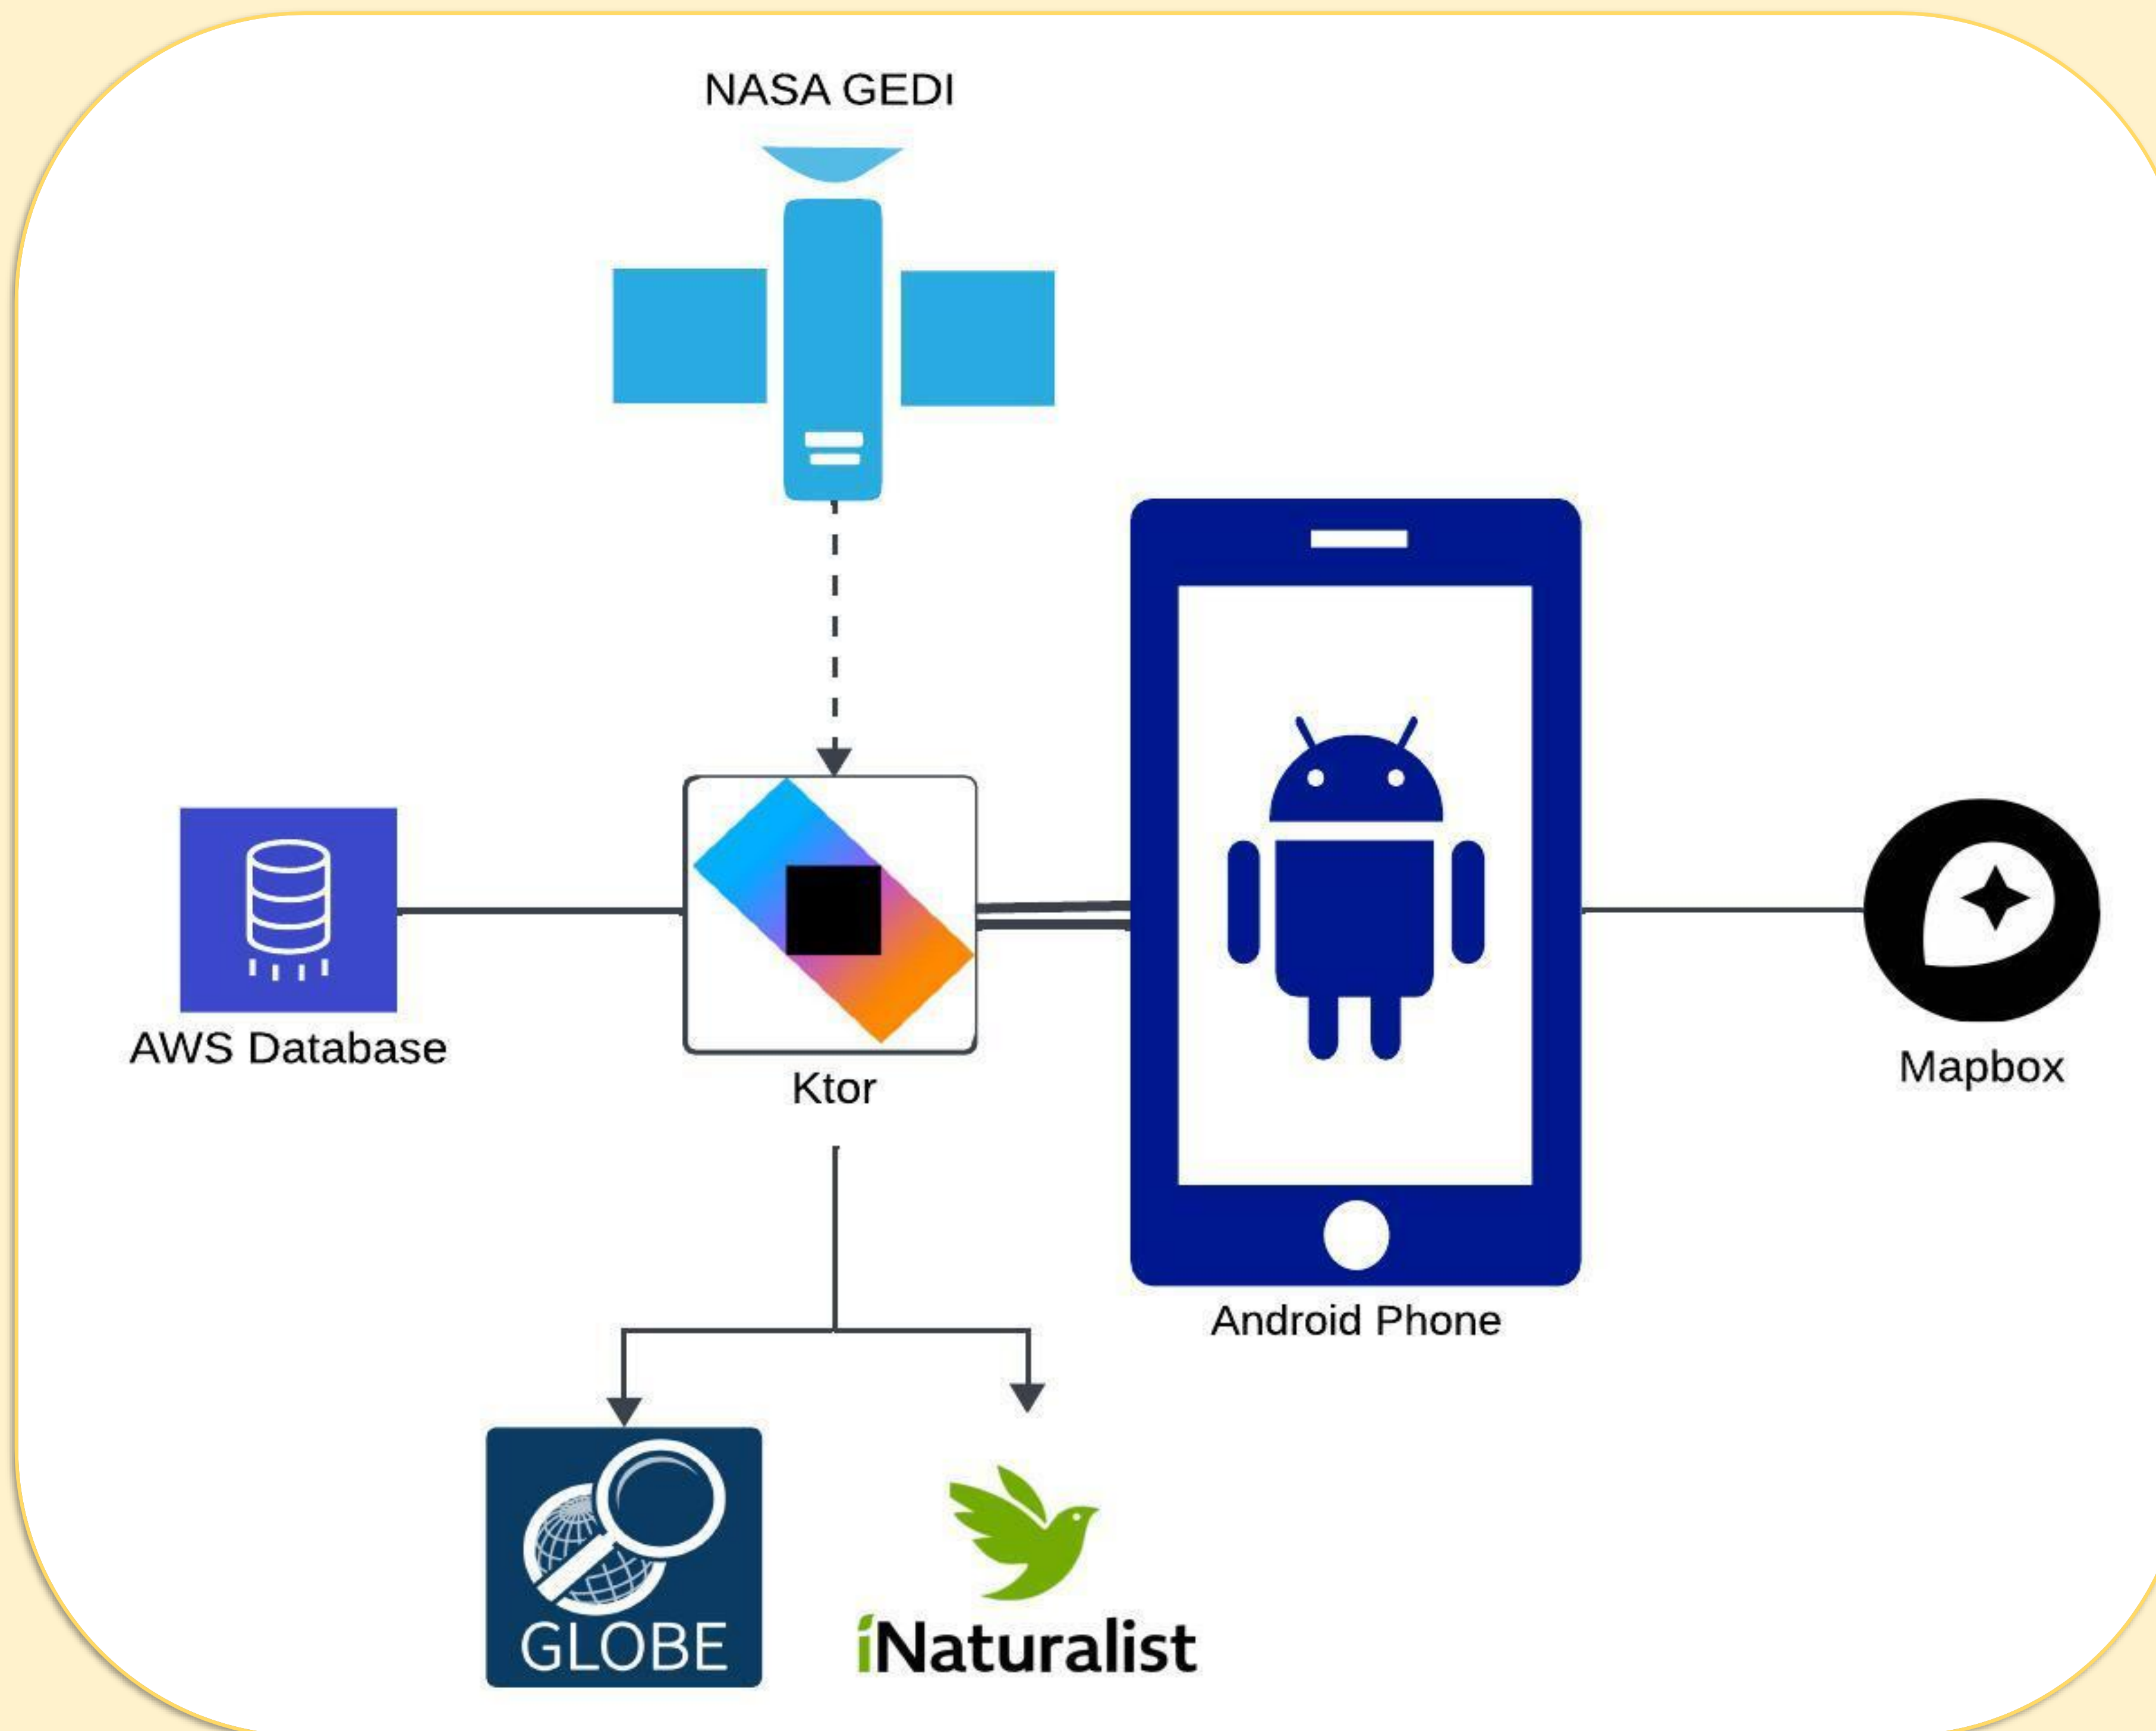 NASA GEDI
AWS Database
Ktor
Mapbox
Android Phone
GLOBE
iNaturalist